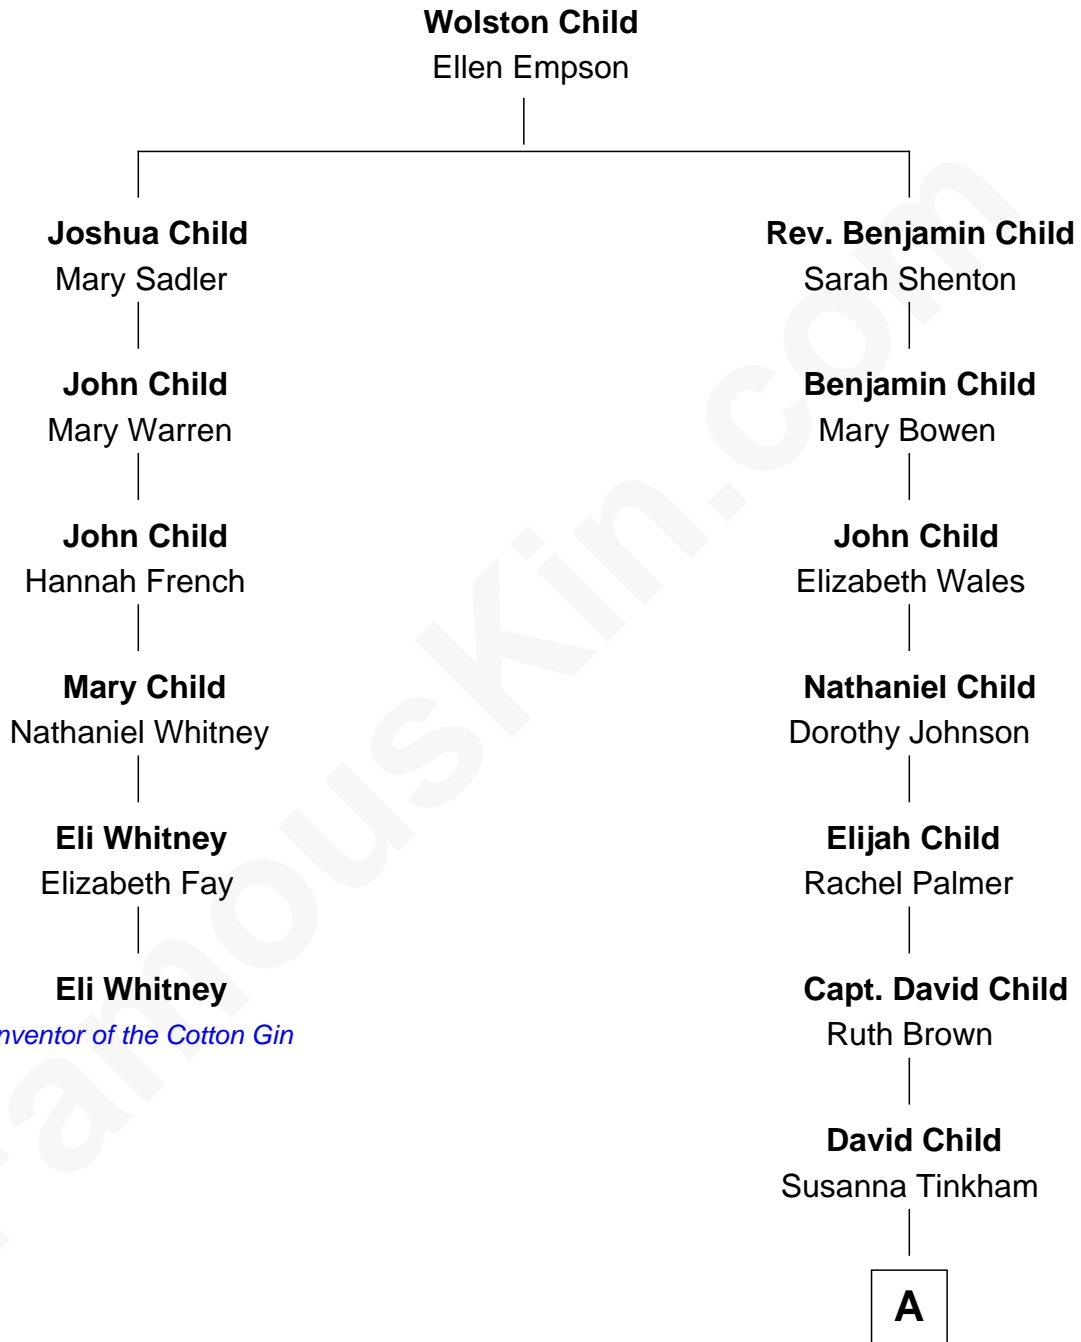 Wolston Child
Ellen Empson
Joshua Child
Mary Sadler
John Child
Mary Warren
John Child
Hannah French
Mary Child
Nathaniel Whitney
Eli Whitney
Elizabeth Fay
Eli Whitney
nventor of the Cotton Gin
Rev. Benjamin Child
Sarah Shenton
Benjamin Child
Mary Bowen
John Child
Elizabeth Wales
Nathaniel Child
Dorothy Johnson
Elijah Child
Rachel Palmer
Capt. David Child
Ruth Brown
David Child
Susanna Tinkham
A
FamousKin.com